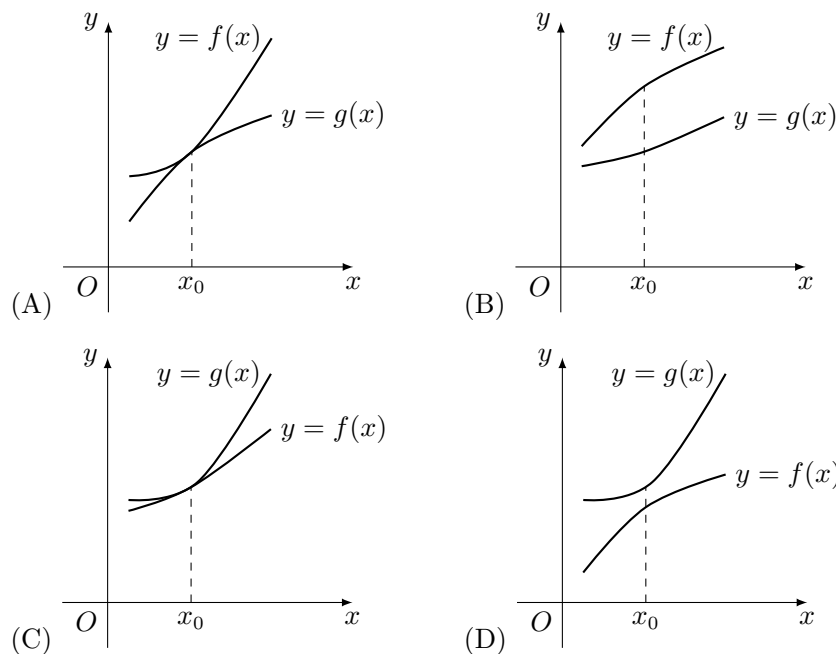 y
y = f(x)
y = g(x)
(A)
O
x₀
x
y
y = f(x)
y = g(x)
(B)
O
x₀
x
y
y = g(x)
y = f(x)
(C)
O
x₀
x
y
y = g(x)
y = f(x)
(D)
O
x₀
x